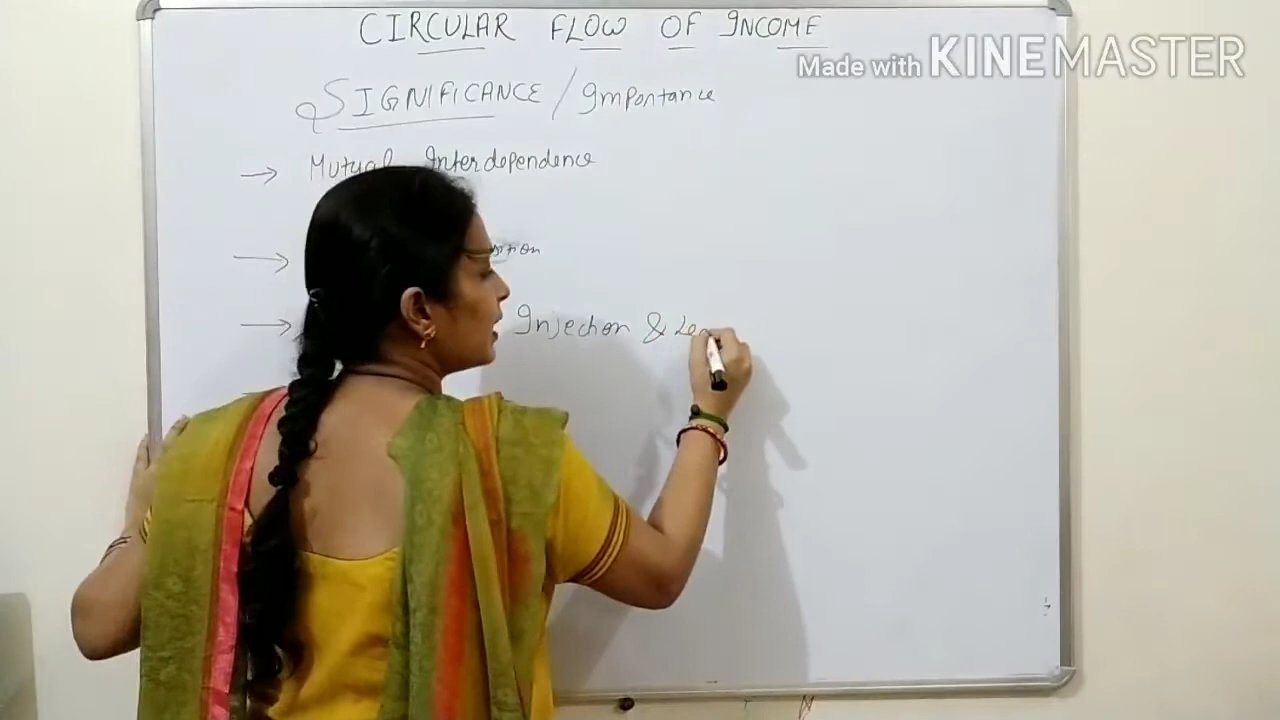 CIRCULAR FLOW OF INCOME
Made with KINEMASTER
SIGNIFICANCE / Importance
→ Mutual Interdependence
→
→ Injection & Lea